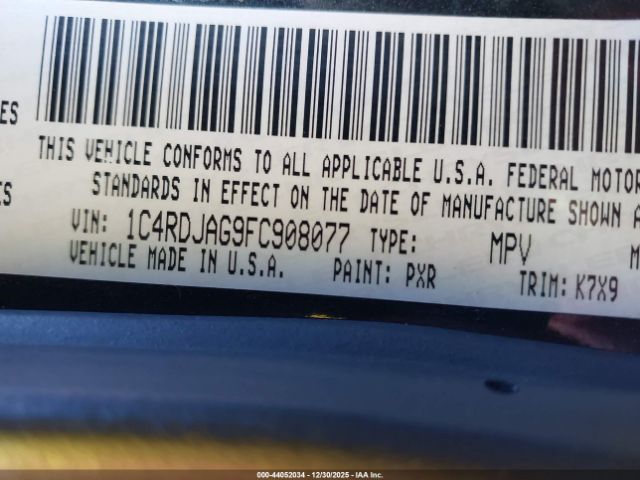 ES
THIS VEHICLE CONFORMS TO ALL APPLICABLE U.S.A. FEDERAL MOTOR
ES
STANDARDS IN EFFECT ON THE DATE OF MANUFACTURE SHOWN A
VIN: 1C4RDJAG9FC908077 TYPE: MPV M
VEHICLE MADE IN U.S.A. PAINT: PXR TRIM: K7X9
000-44052034 - 12/30/2025 - IAA Inc.